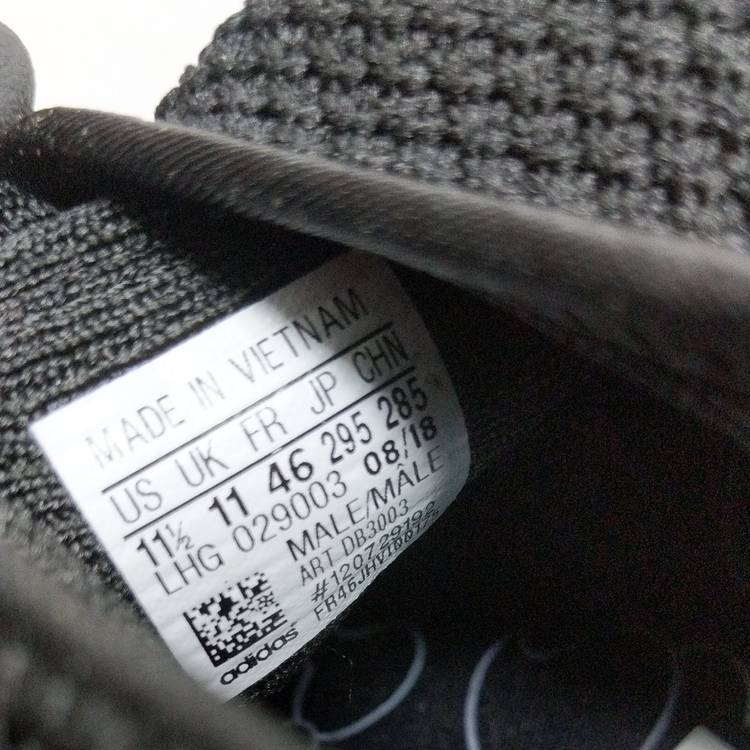 MADE IN VIETNAM
US UK FR JP CHN
11½ 11 46 295 285
LHG 029003 08/18
MALE/MÂLE
ART DB3003
#120729192
adidas